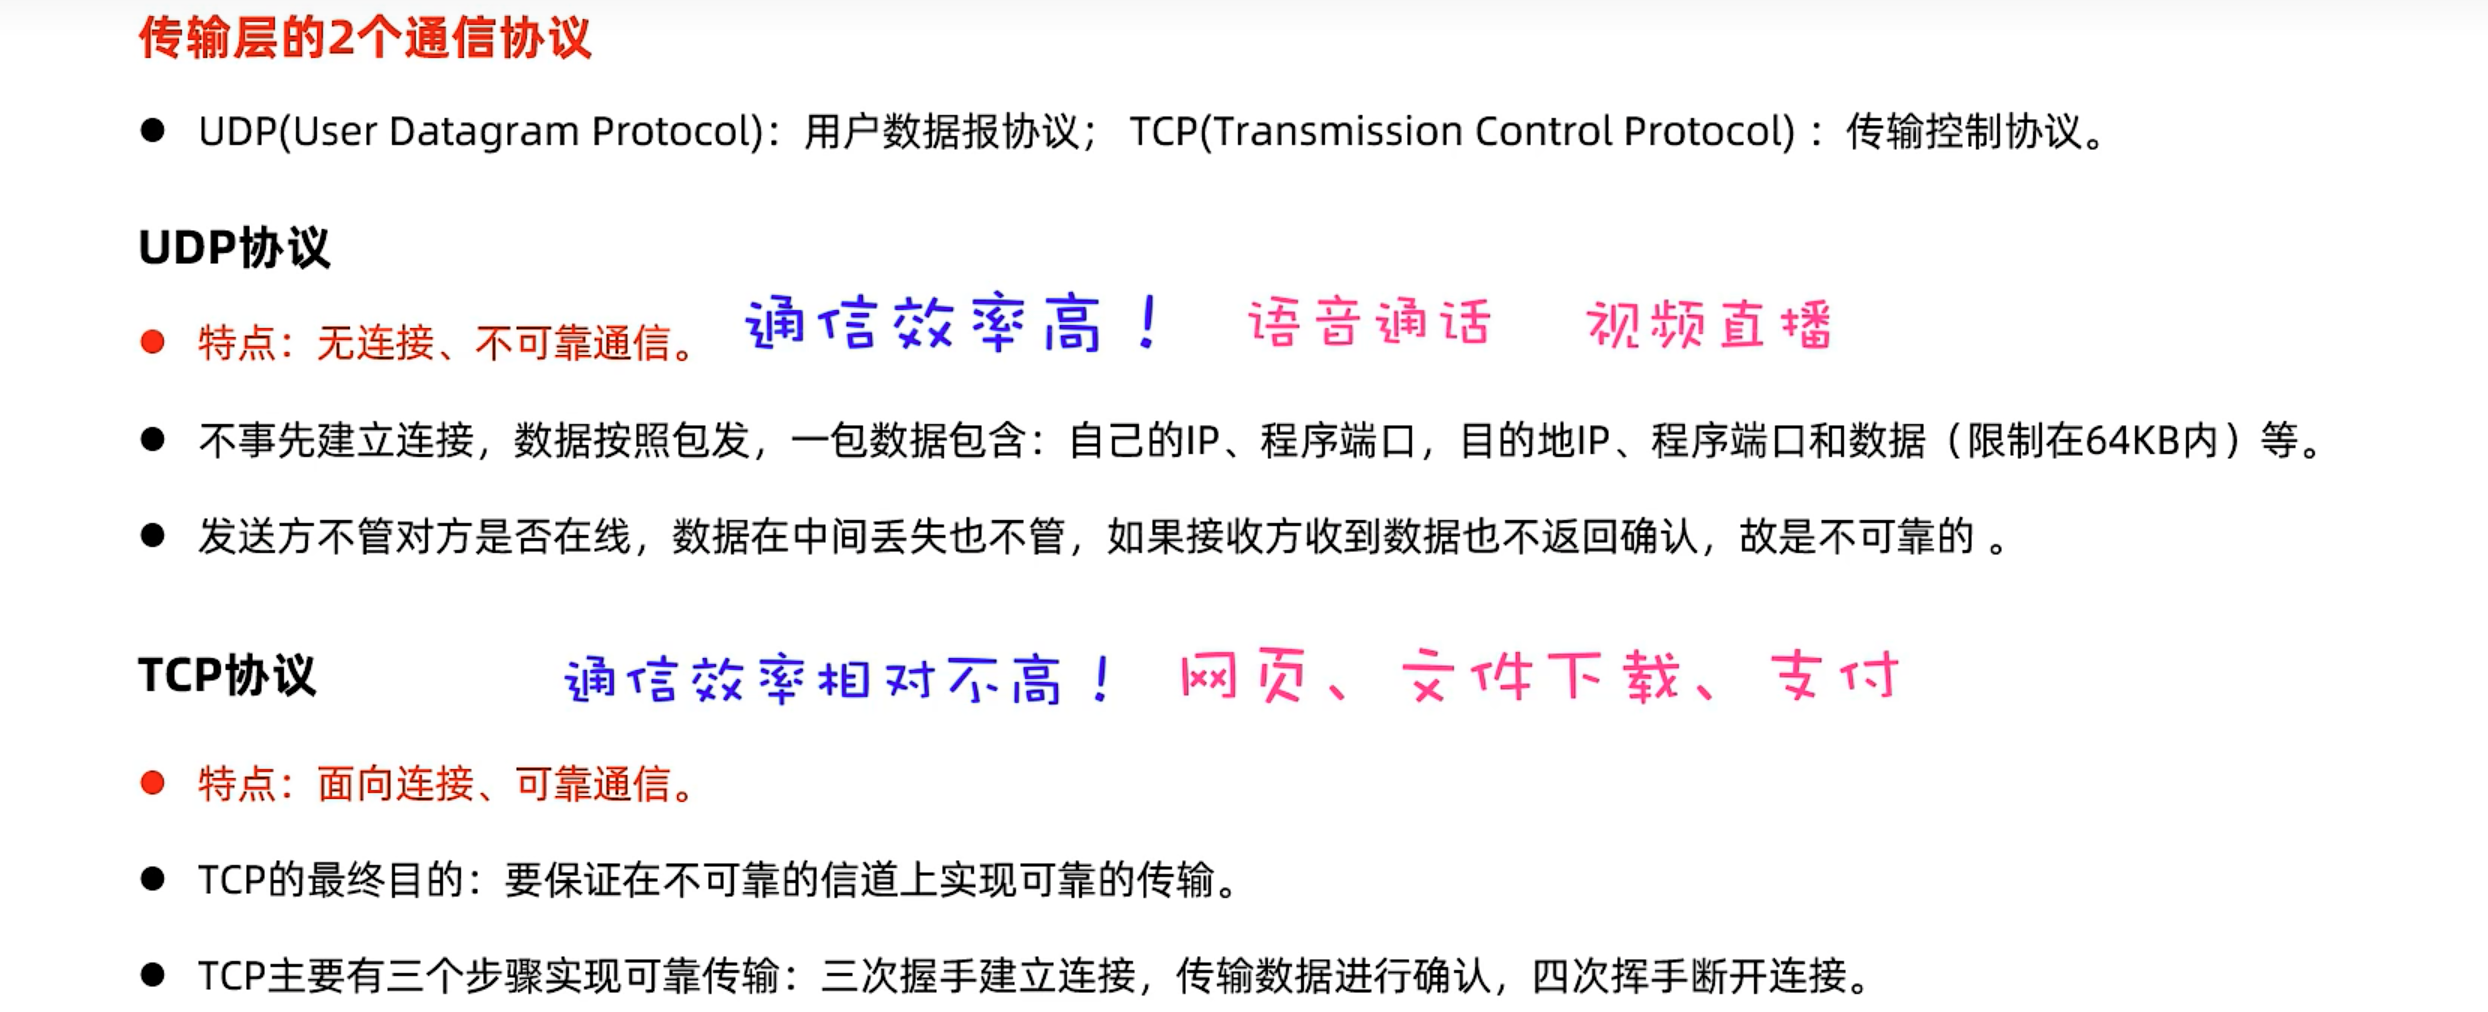 传输层的2个通信协议
● UDP(User Datagram Protocol)：用户数据报协议； TCP(Transmission Control Protocol) ：传输控制协议。
UDP协议
● 特点：无连接、不可靠通信。 通信效率高！ 语音通话 视频直播
● 不事先建立连接，数据按照包发，一包数据包含：自己的IP、程序端口，目的地IP、程序端口和数据（限制在64KB内）等。
● 发送方不管对方是否在线，数据在中间丢失也不管，如果接收方收到数据也不返回确认，故是不可靠的 。
TCP协议 通信效率相对不高！ 网页、文件下载、支付
● 特点：面向连接、可靠通信。
● TCP的最终目的：要保证在不可靠的信道上实现可靠的传输。
● TCP主要有三个步骤实现可靠传输：三次握手建立连接，传输数据进行确认，四次挥手断开连接。